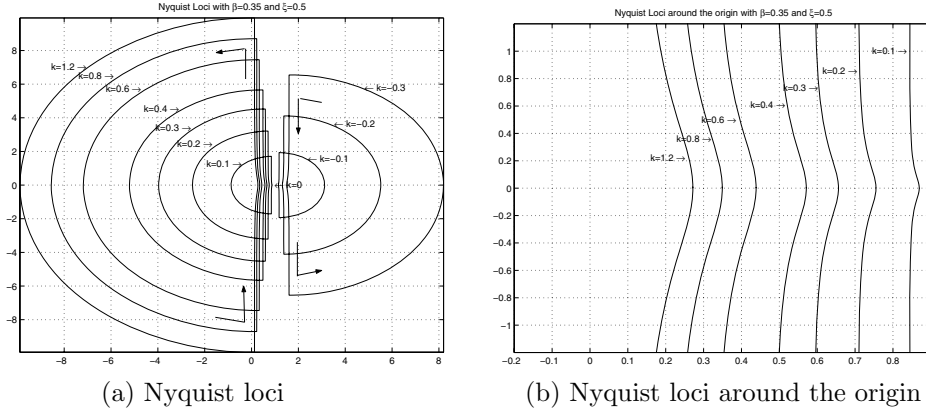 Nyquist Loci with β=0.35 and ξ=0.5
8
6
4
2
0
−2
−4
−6
−8
−8
−6
−4
−2
0
2
4
6
8
k=1.2→
k=0.8→
k=0.6→
k=0.4→
k=0.3→
k=0.2→
k=0.1→
←k=−0.3
←k=−0.2
←k=−0.1
←k=0
(a) Nyquist loci
Nyquist Loci around the origin with β=0.35 and ξ=0.5
1
0.8
0.6
0.4
0.2
0
−0.2
−0.4
−0.6
−0.8
−1
−0.2
−0.1
0
0.1
0.2
0.3
0.4
0.5
0.6
0.7
0.8
k=0.1→
k=0.2→
k=0.3→
k=0.4→
k=0.6→
k=0.8→
k=1.2→
(b) Nyquist loci around the origin